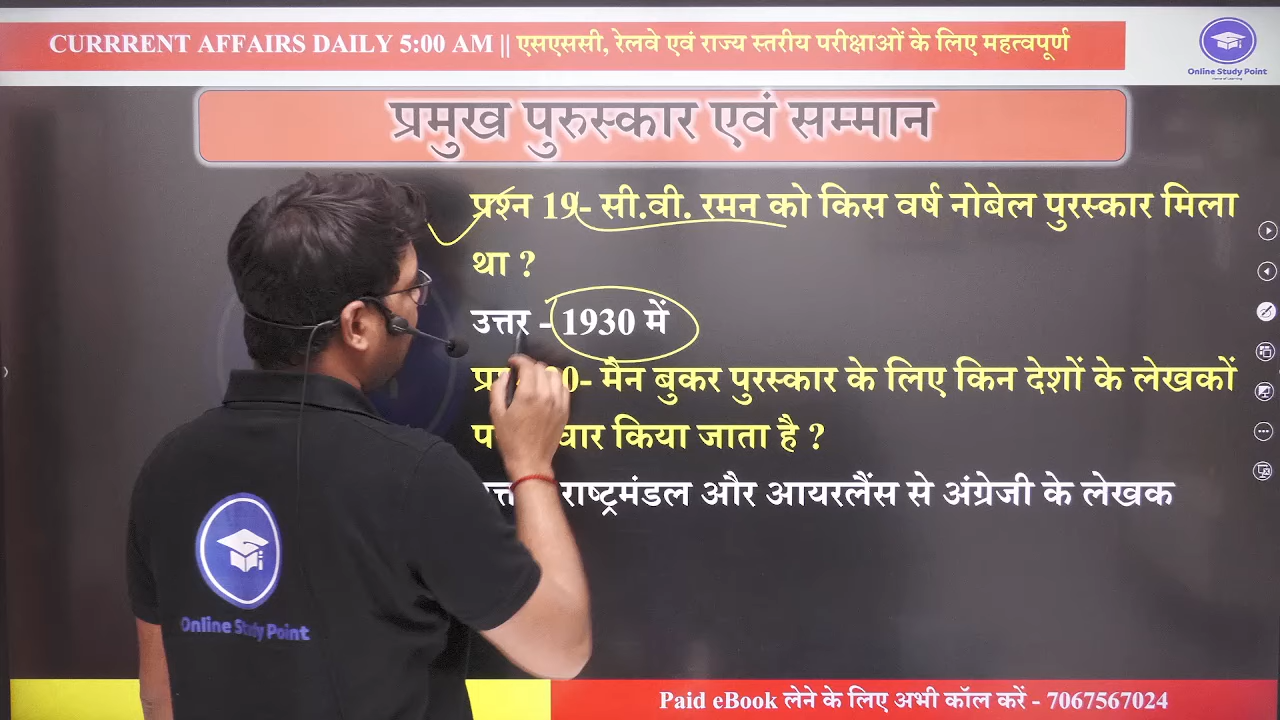 CURRRENT AFFAIRS DAILY 5:00 AM || एसएससी, रेलवे एवं राज्य स्तरीय परीक्षाओं के लिए महत्वपूर्ण
Online Study Point
प्रमुख पुरुस्कार एवं सम्मान
प्रश्न 19- सी.वी. रमन को किस वर्ष नोबेल पुरस्कार मिला
था ?
उत्तर - 1930 में
मैन बुकर पुरस्कार के लिए किन देशों के लेखकों
किया जाता है ?
राष्ट्रमंडल और आयरलैंस से अंग्रेजी के लेखक
Online Study Point
Paid eBook लेने के लिए अभी कॉल करें - 7067567024